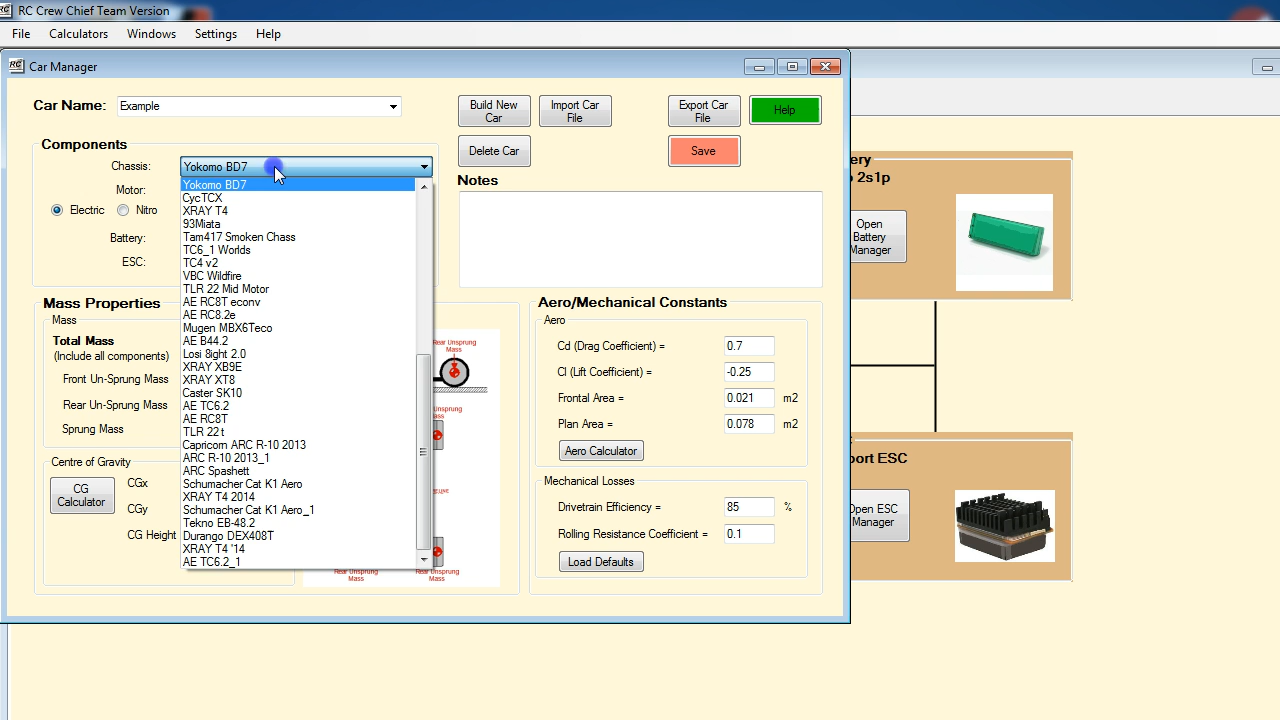 RC Crew Chief Team Version
File Calculators Windows Settings Help
RC Car Manager
Car Name: Example
Build New Car
Import Car File
Export Car File
Help
Delete Car
Save
Components
Chassis: Yokomo BD7
Motor:
Electric Nitro
Battery:
ESC:
Yokomo BD7
CycTCX
XRAY T4
93Miata
Tam417 Smoken Chass
TC6_1 Worlds
TC4 v2
VBC Wildfire
TLR 22 Mid Motor
AE RC8T econv
AE RC8.2e
Mugen MBX6Teco
AE B44.2
Losi 8ight 2.0
XRAY XB9E
XRAY XT8
Caster SK10
AE TC6.2
AE RC8T
TLR 22t
Capricorn ARC R-10 2013
ARC R-10 2013_1
ARC Spashett
Schumacher Cat K1 Aero
XRAY T4 2014
Schumacher Cat K1 Aero_1
Tekno EB-48.2
Durango DEX408T
XRAY T4 '14
AE TC6.2_1
Notes
Mass Properties
Mass
Total Mass
(Include all components)
Front Un-Sprung Mass
Rear Un-Sprung Mass
Sprung Mass
Centre of Gravity
CG Calculator
CGx
CGy
CG Height
Rear Unsprung
Mass
Rear Unsprung
Mass
Rear Unsprung
Mass
Aero/Mechanical Constants
Aero
Cd (Drag Coefficient) = 0.7
Cl (Lift Coefficient) = -0.25
Frontal Area = 0.021 m2
Plan Area = 0.078 m2
Aero Calculator
Mechanical Losses
Drivetrain Efficiency = 85 %
Rolling Resistance Coefficient = 0.1
Load Defaults
ery
2s1p
Open
Battery
Manager
port ESC
Open ESC
Manager